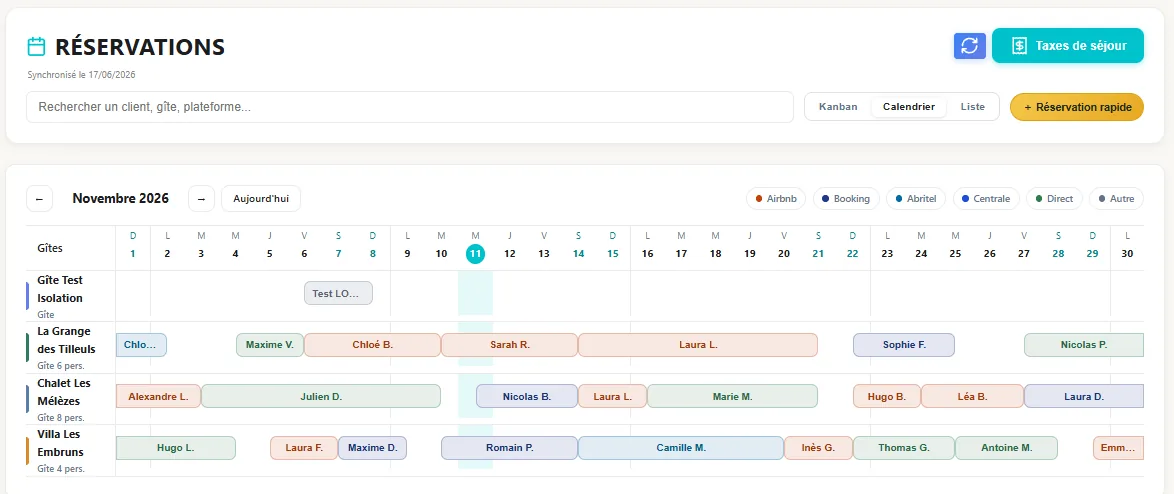 RÉSERVATIONS
Taxes de séjour
Synchronisé le 17/06/2026
Rechercher un client, gîte, plateforme...
Kanban Calendrier Liste
+ Réservation rapide
← Novembre 2026 → Aujourd'hui
Airbnb Booking Abritel Centrale Direct Autre
Gîtes
D L M M J V S D L M M J V S D L M M J V S D L M M J V S D L
1 2 3 4 5 6 7 8 9 10 11 12 13 14 15 16 17 18 19 20 21 22 23 24 25 26 27 28 29 30
Gîte Test
Isolation
Gîte
Test LO...
La Grange
des Tilleuls
Gîte 6 pers.
Chlo... Maxime V. Chloé B. Sarah R. Laura L. Sophie F. Nicolas P.
Chalet Les
Mélèzes
Gîte 8 pers.
Alexandre L. Julien D. Nicolas B. Laura L. Marie M. Hugo B. Léa B. Laura D.
Villa Les
Embruns
Gîte 4 pers.
Hugo L. Laura F. Maxime D. Romain P. Camille M. Inès G. Thomas G. Antoine M. Emm...